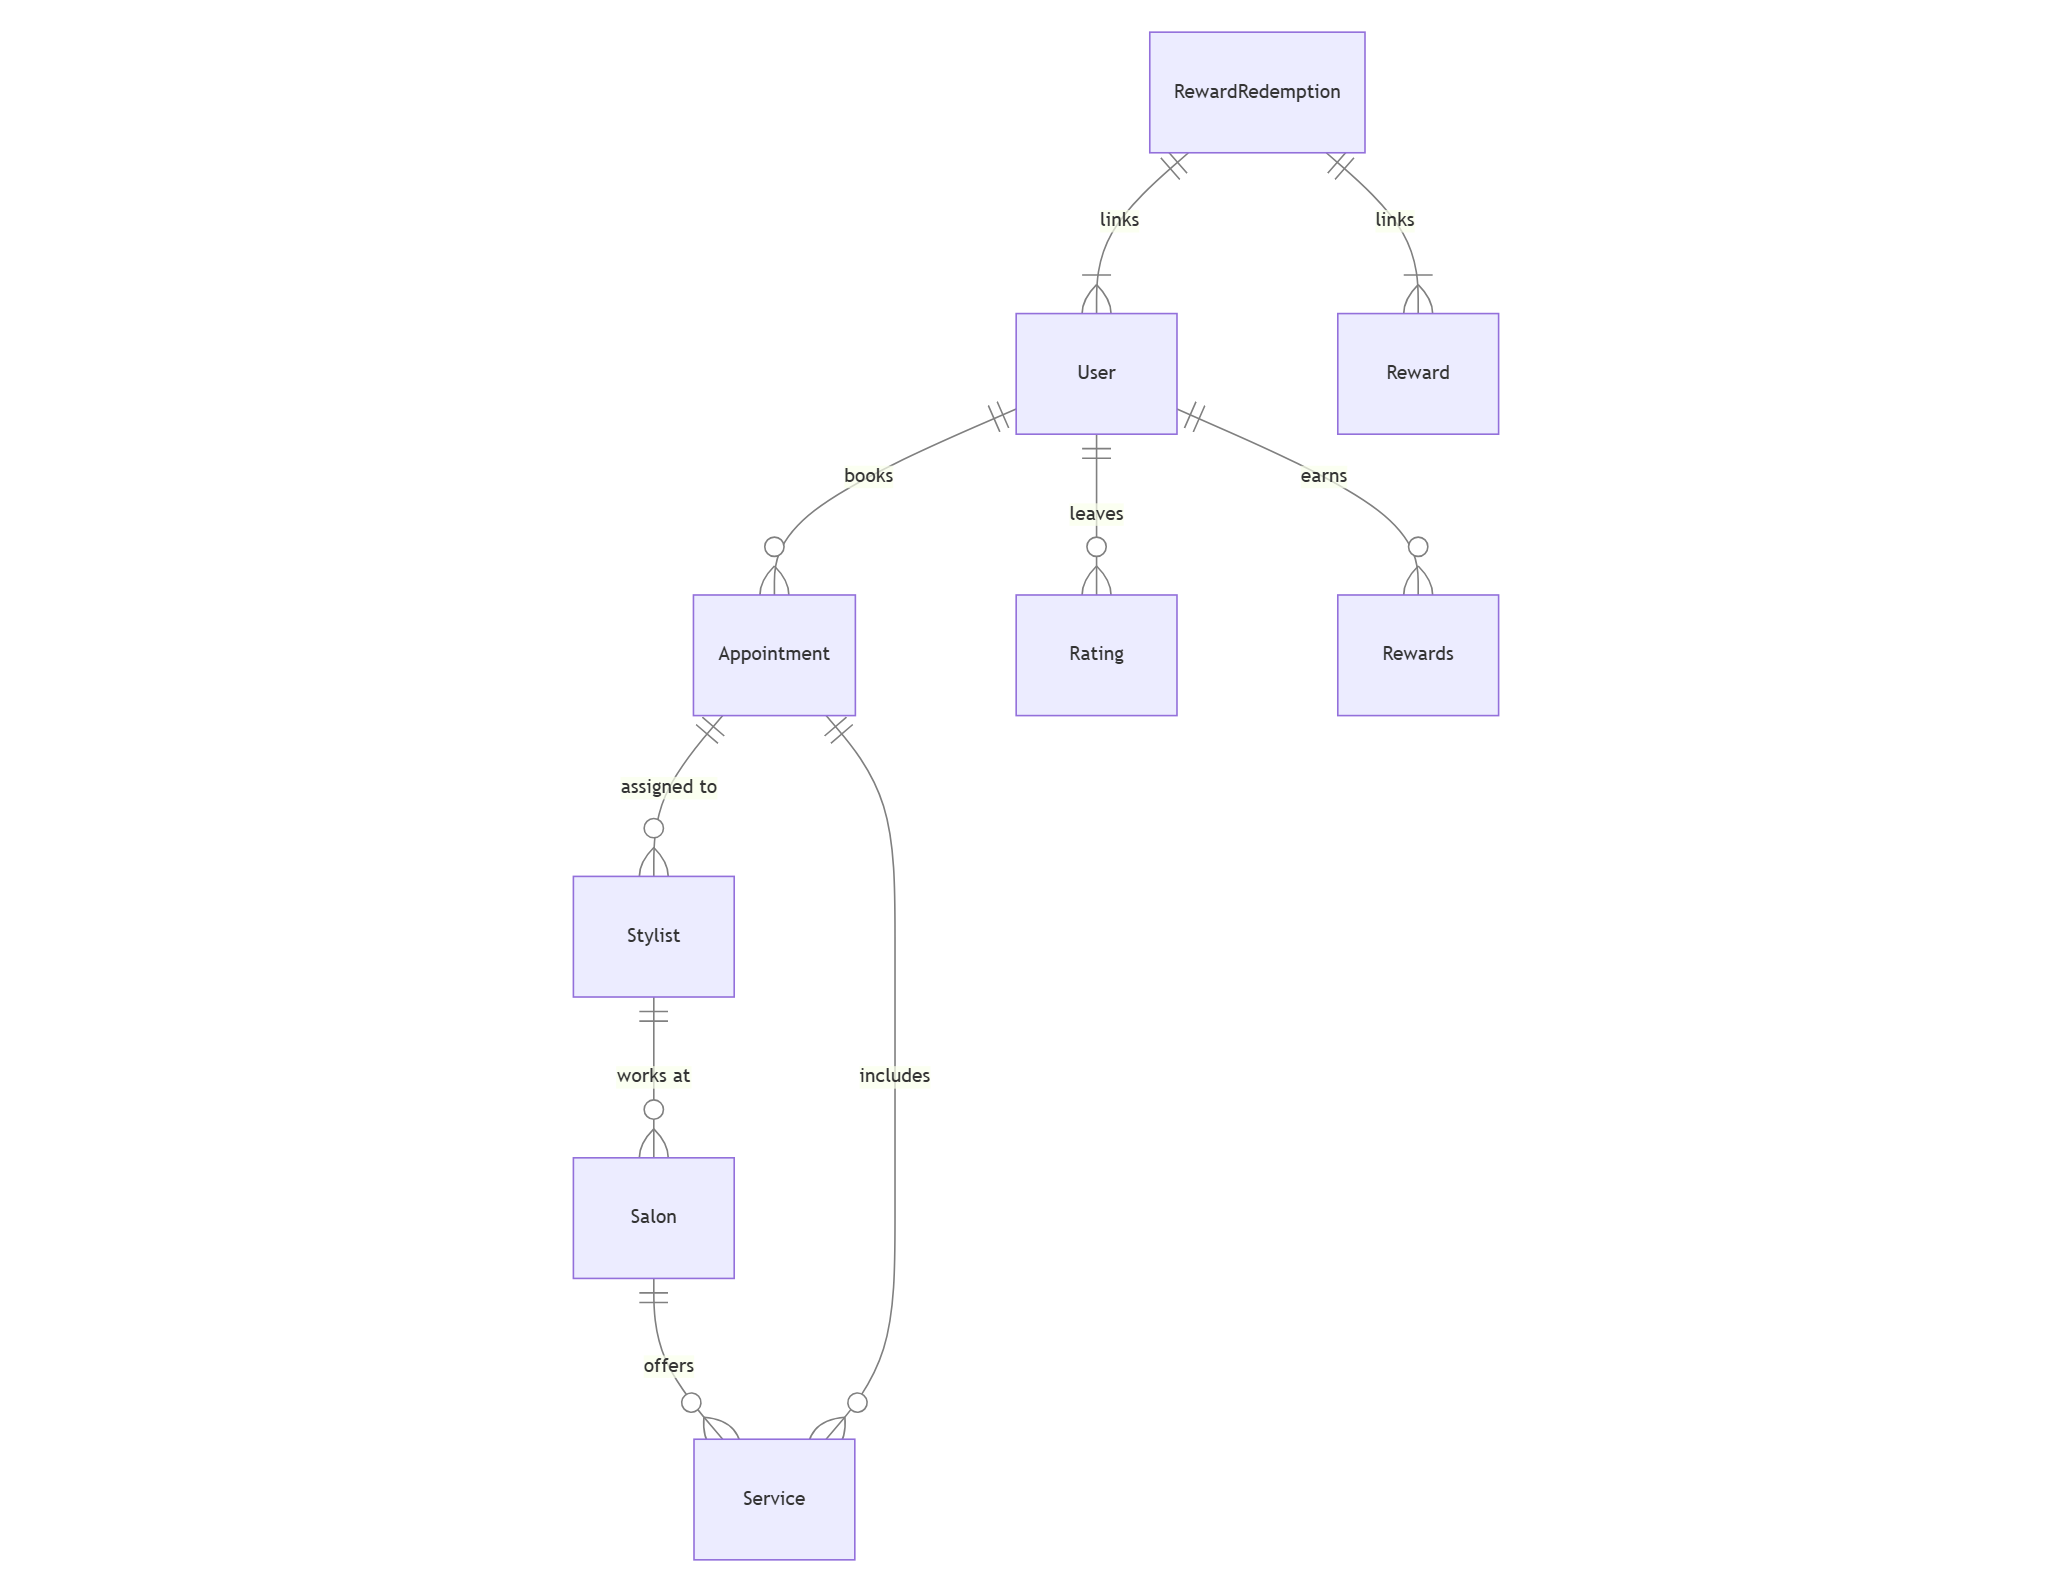 RewardRedemption
links
links
User
Reward
books
earns
leaves
Appointment
Rating
Rewards
assigned to
Stylist
works at
includes
Salon
offers
Service